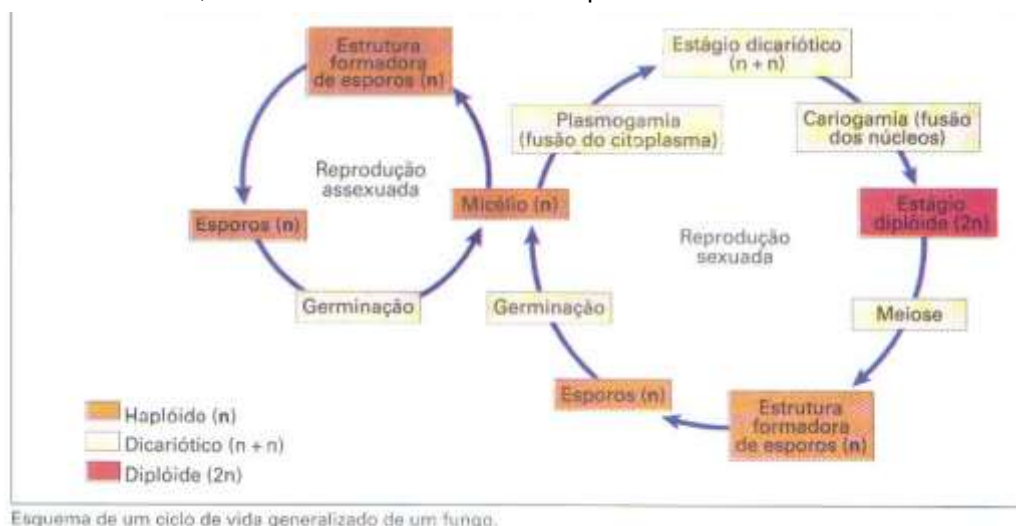 Estrutura
formadora
de esporos (n)
Reprodução
assexuada
Esporos (n)
Germinação
Micélio (n)
Plasmogamia
(fusão do citoplasma)
Estágio dicariótico
(n + n)
Cariogamia (fusão
dos núcleos)
Estágio
diplóide (2n)
Reprodução
sexuada
Meiose
Germinação
Esporos (n)
Estrutura
formadora
de esporos (n)
Haplóide (n)
Dicariótico (n + n)
Diplóide (2n)
Esquema de um ciclo de vida generalizado de um fungo.